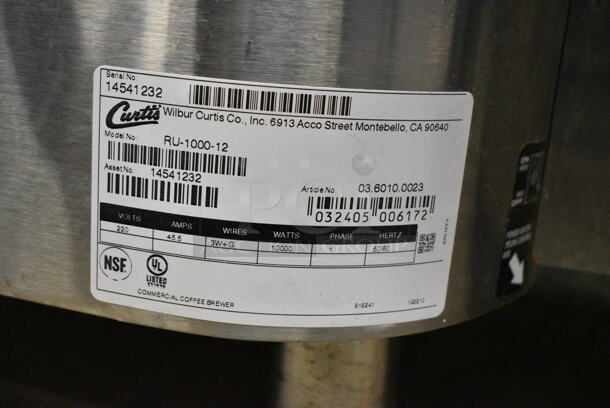 Serial No:
14541232
Curtis Wilbur Curtis Co., Inc. 6913 Acco Street Montebello, CA 90640
Model No: RU-1000-12
Asset No: 14541232
Article No: 03.6010.0023
032405 006172
VOLTS AMPS WIRES WATTS PHASE HERTZ
220 45.5 3W+G 10000 1 50/60
NSF
UL
LISTED
COMMERCIAL COFFEE BREWER 122210